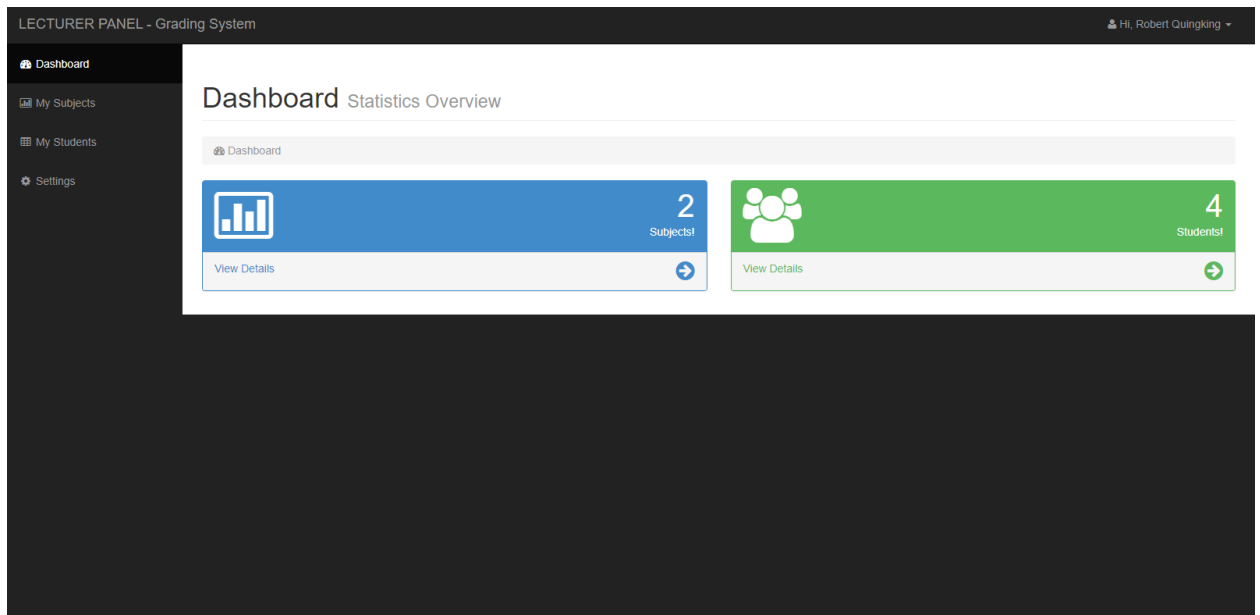 LECTURER PANEL - Grading System
Hi, Robert Quingking
Dashboard
My Subjects
My Students
Settings
Dashboard Statistics Overview
Dashboard
2
Subjects!
View Details
4
Students!
View Details